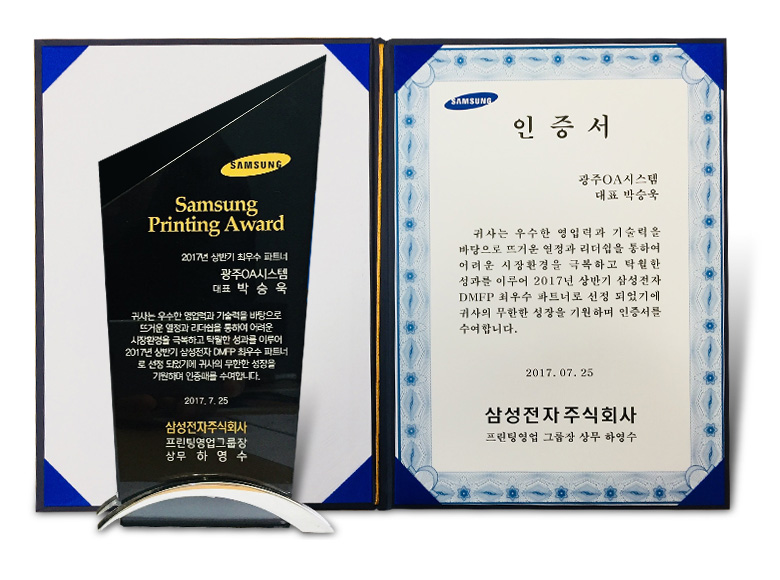 SAMSUNG
Samsung
Printing Award
2017년 상반기 최우수 파트너
광주OA시스템
대표 박 승 욱
귀사는 우수한 영업력과 기술력을 바탕으로
뜨거운 열정과 리더쉽을 통하여 어려운
시장환경을 극복하고 탁월한 성과를 이루어
2017년 상반기 삼성전자 DMFP 최우수 파트너
로 선정 되었기에 귀사의 무한한 성장을
기원하며 인증패를 수여합니다.
2017. 7. 25
삼성전자주식회사
프린팅영업그룹장
상무 하 영 수
SAMSUNG
인 증 서
광주OA시스템
대표 박승욱
귀사는 우수한 영업력과 기술력을
바탕으로 뜨거운 열정과 리더쉽을 통하여
어려운 시장환경을 극복하고 탁월한
성과를 이루어 2017년 상반기 삼성전자
DMFP 최우수 파트너로 선정 되었기에
귀사의 무한한 성장을 기원하며 인증서를
수여합니다.
2017. 07. 25
삼성전자주식회사
프린팅영업 그룹장 상무 하영수